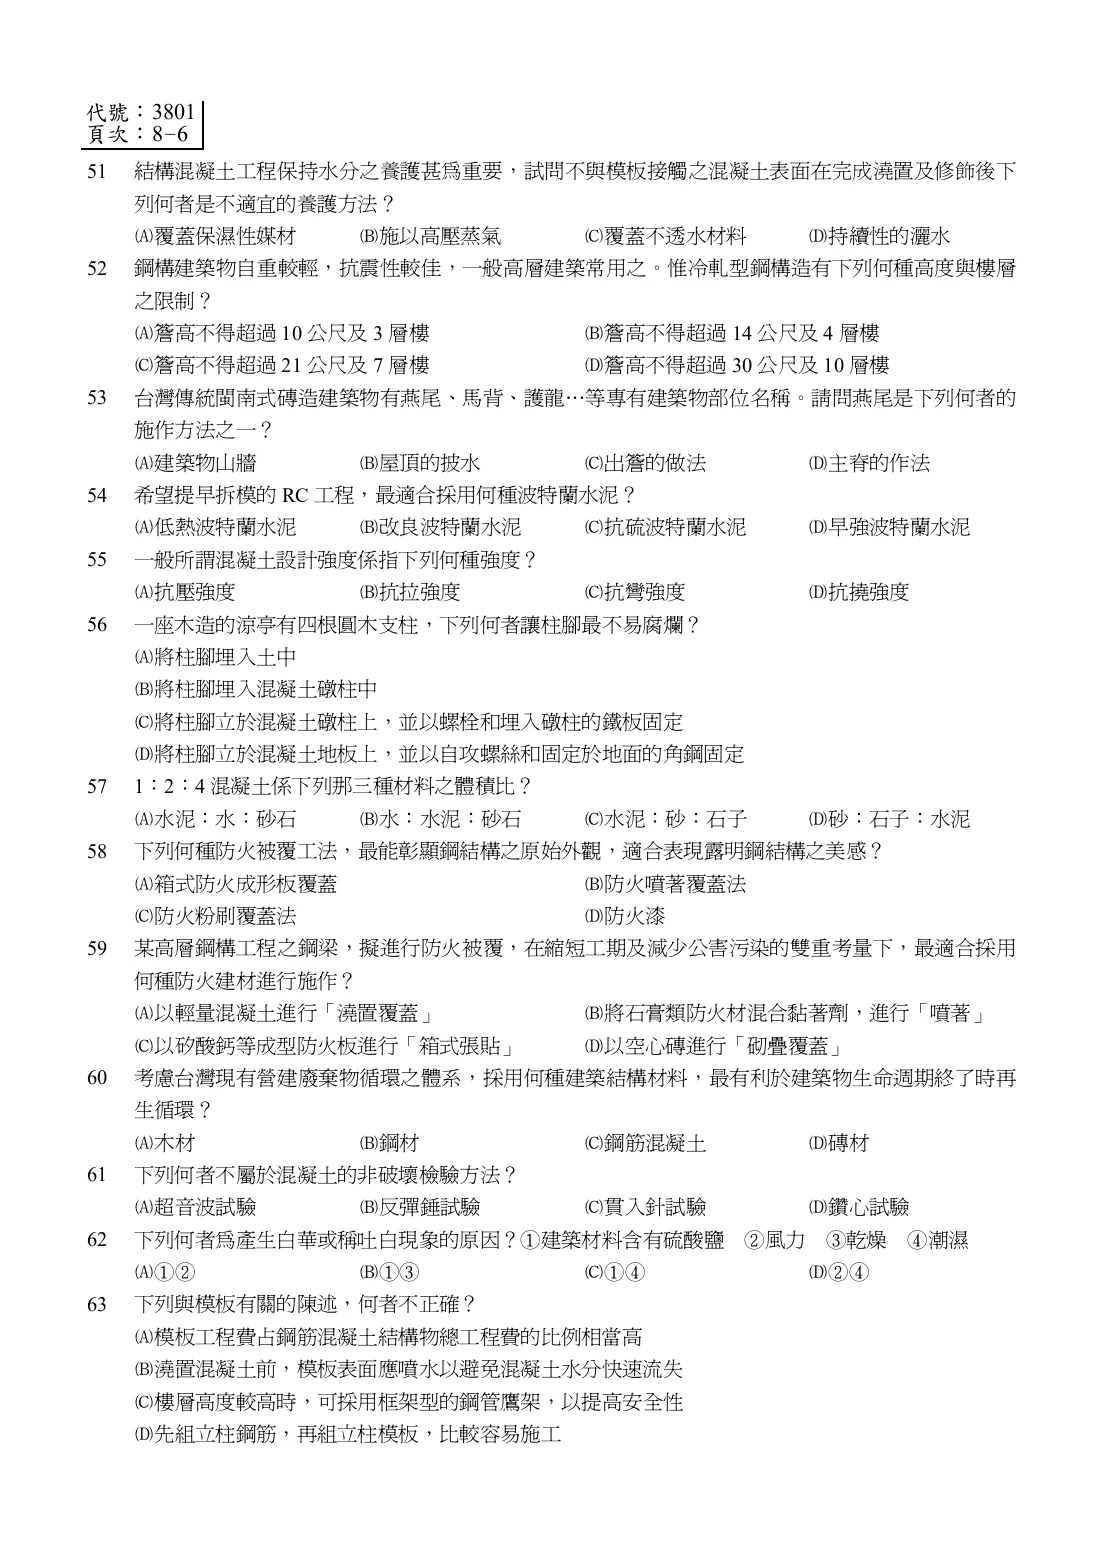 代號：3801
頁次：8-6
51 結構混凝土工程保持水分之養護甚為重要，試問不與模板接觸之混凝土表面在完成澆置及修飾後下
列何者是不適宜的養護方法？
(A)覆蓋保濕性媒材 (B)施以高壓蒸氣 (C)覆蓋不透水材料 (D)持續性的灑水
52 鋼構建築物自重較輕，抗震性較佳，一般高層建築常用之。惟冷軋型鋼構造有下列何種高度與樓層
之限制？
(A)簷高不得超過 10 公尺及 3 層樓 (B)簷高不得超過 14 公尺及 4 層樓
(C)簷高不得超過 21 公尺及 7 層樓 (D)簷高不得超過 30 公尺及 10 層樓
53 台灣傳統閩南式磚造建築物有燕尾、馬背、護龍…等專有建築物部位名稱。請問燕尾是下列何者的
施作方法之一？
(A)建築物山牆 (B)屋頂的披水 (C)出簷的做法 (D)主脊的作法
54 希望提早拆模的 RC 工程，最適合採用何種波特蘭水泥？
(A)低熱波特蘭水泥 (B)改良波特蘭水泥 (C)抗硫波特蘭水泥 (D)早強波特蘭水泥
55 一般所謂混凝土設計強度係指下列何種強度？
(A)抗壓強度 (B)抗拉強度 (C)抗彎強度 (D)抗撓強度
56 一座木造的涼亭有四根圓木支柱，下列何者讓柱腳最不易腐爛？
(A)將柱腳埋入土中
(B)將柱腳埋入混凝土礅柱中
(C)將柱腳立於混凝土礅柱上，並以螺栓和埋入礅柱的鐵板固定
(D)將柱腳立於混凝土地板上，並以自攻螺絲和固定於地面的角鋼固定
57 1：2：4 混凝土係下列那三種材料之體積比？
(A)水泥：水：砂石 (B)水：水泥：砂石 (C)水泥：砂：石子 (D)砂：石子：水泥
58 下列何種防火被覆工法，最能彰顯鋼結構之原始外觀，適合表現露明鋼結構之美感？
(A)箱式防火成形板覆蓋 (B)防火噴著覆蓋法
(C)防火粉刷覆蓋法 (D)防火漆
59 某高層鋼構工程之鋼梁，擬進行防火被覆，在縮短工期及減少公害污染的雙重考量下，最適合採用
何種防火建材進行施作？
(A)以輕量混凝土進行「澆置覆蓋」 (B)將石膏類防火材混合黏著劑，進行「噴著」
(C)以矽酸鈣等成型防火板進行「箱式張貼」 (D)以空心磚進行「砌疊覆蓋」
60 考慮台灣現有營建廢棄物循環之體系，採用何種建築結構材料，最有利於建築物生命週期終了時再
生循環？
(A)木材 (B)鋼材 (C)鋼筋混凝土 (D)磚材
61 下列何者不屬於混凝土的非破壞檢驗方法？
(A)超音波試驗 (B)反彈錘試驗 (C)貫入針試驗 (D)鑽心試驗
62 下列何者為產生白華或稱吐白現象的原因？①建築材料含有硫酸鹽 ②風力 ③乾燥 ④潮濕
(A)①② (B)①③ (C)①④ (D)②④
63 下列與模板有關的陳述，何者不正確？
(A)模板工程費占鋼筋混凝土結構物總工程費的比例相當高
(B)澆置混凝土前，模板表面應噴水以避免混凝土水分快速流失
(C)樓層高度較高時，可採用框架型的鋼管鷹架，以提高安全性
(D)先組立柱鋼筋，再組立柱模板，比較容易施工